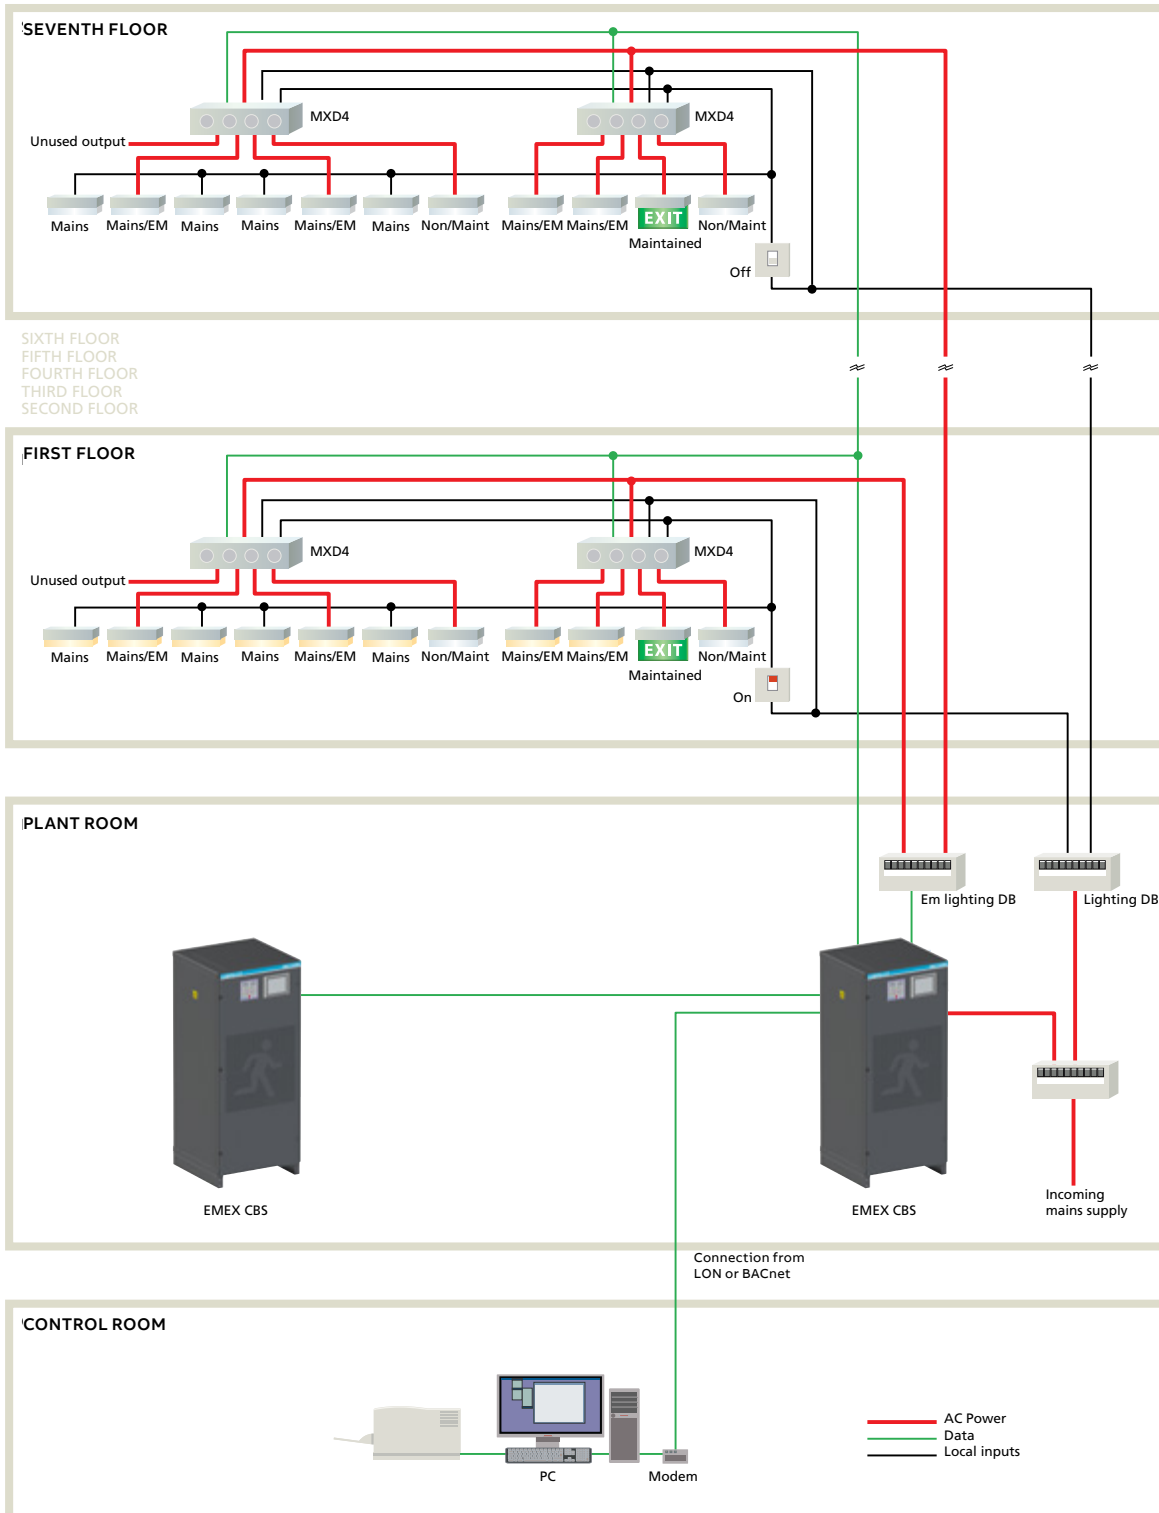 SEVENTH FLOOR
MXD4
MXD4
Unused output
Mains
Mains/EM
Mains
Mains
Mains/EM
Mains
Non/Maint
Mains/EM
Mains/EM
EXIT
Maintained
Non/Maint
Off
SIXTH FLOOR
FIFTH FLOOR
FOURTH FLOOR
THIRD FLOOR
SECOND FLOOR
FIRST FLOOR
MXD4
MXD4
Unused output
Mains
Mains/EM
Mains
Mains
Mains/EM
Mains
Non/Maint
Mains/EM
Mains/EM
EXIT
Maintained
Non/Maint
On
PLANT ROOM
Em lighting DB
Lighting DB
EMEX CBS
EMEX CBS
Incoming
mains supply
Connection from
LON or BACnet
CONTROL ROOM
PC
Modem
AC Power
Data
Local inputs